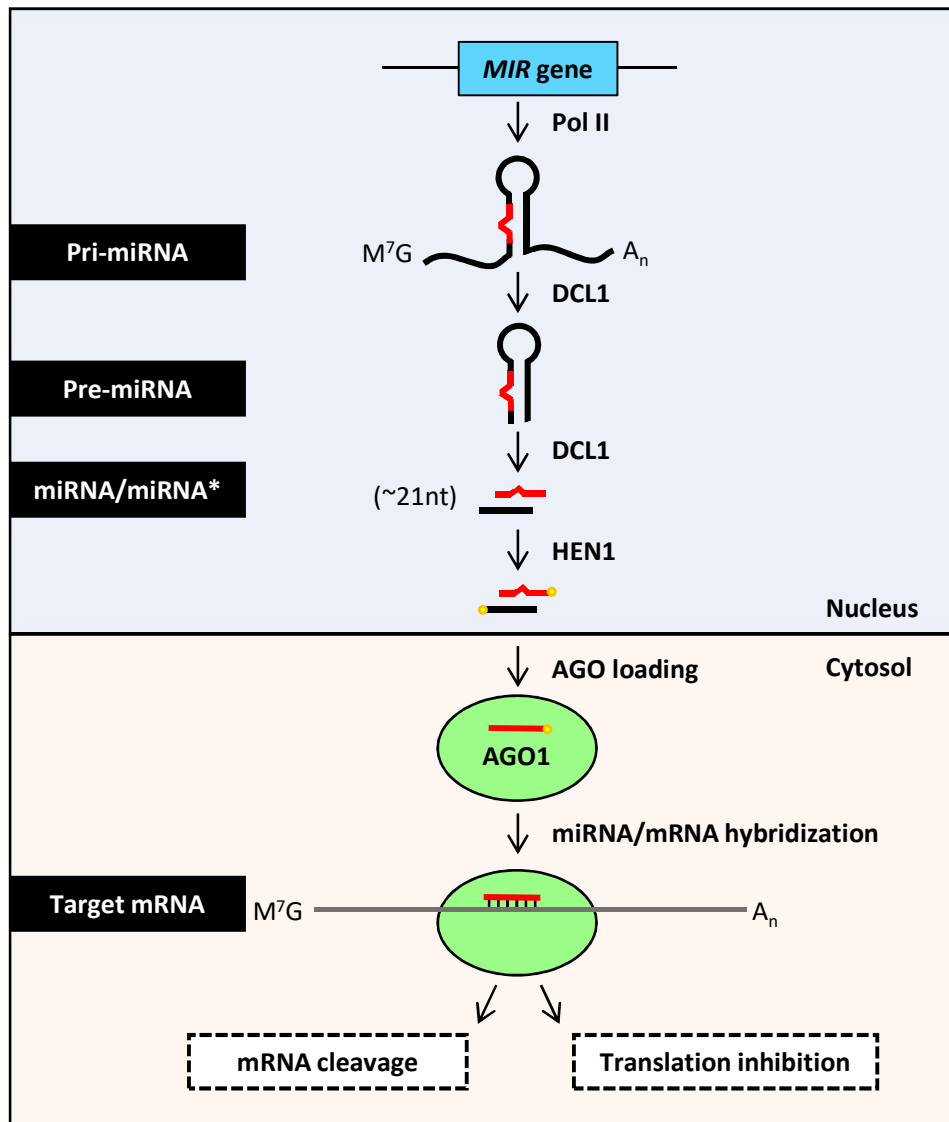 MIR gene
Pol II
Pri-miRNA
M⁷G
Aₙ
DCL1
Pre-miRNA
DCL1
miRNA/miRNA*
(~21nt)
HEN1
Nucleus
AGO loading
Cytosol
AGO1
miRNA/mRNA hybridization
Target mRNA
M⁷G
Aₙ
mRNA cleavage
Translation inhibition